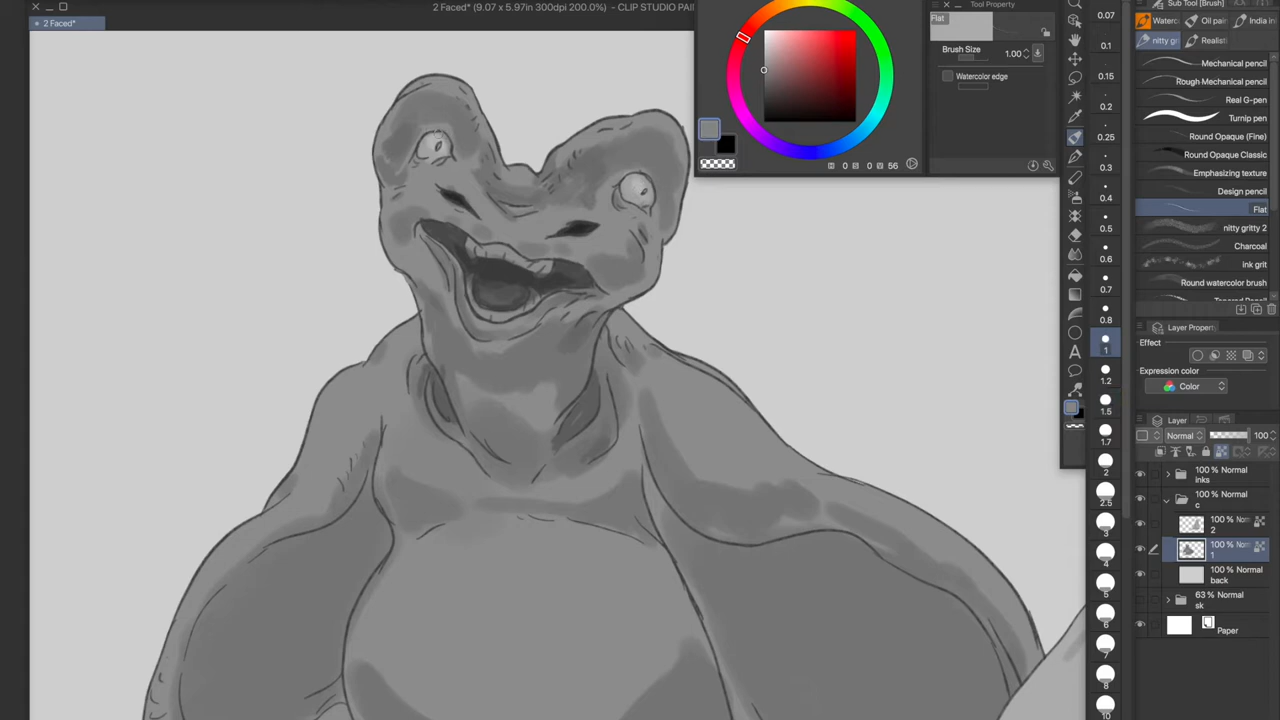 2 Faced* (9.07 x 5.97in 300dpi 200.0%) - CLIP STUDIO PAI
2 Faced*
Tool Property
Flat
Brush Size
1.00
Watercolor edge
H 0 S 0 V 56
0.07
0.1
0.15
0.2
0.25
0.3
0.4
0.5
0.6
0.7
0.8
1
1.2
1.5
1.7
2
2.5
3
4
5
6
7
8
10
Sub Tool [Brush]
Waterc
Oil pain
India in
nitty gri
Realisti
Mechanical pencil
Rough Mechanical pencil
Real G-pen
Turnip pen
Round Opaque (Fine)
Round Opaque Classic
Emphasizing texture
Design pencil
Flat
nitty gritty 2
Charcoal
ink grit
Round watercolor brush
Layer Property
Effect
Expression color
Color
Layer
Normal
100
100 % Normal
inks
100 % Normal
c
100 % Norr
2
100 % Norr
1
100 % Normal
back
63 % Normal
sk
Paper